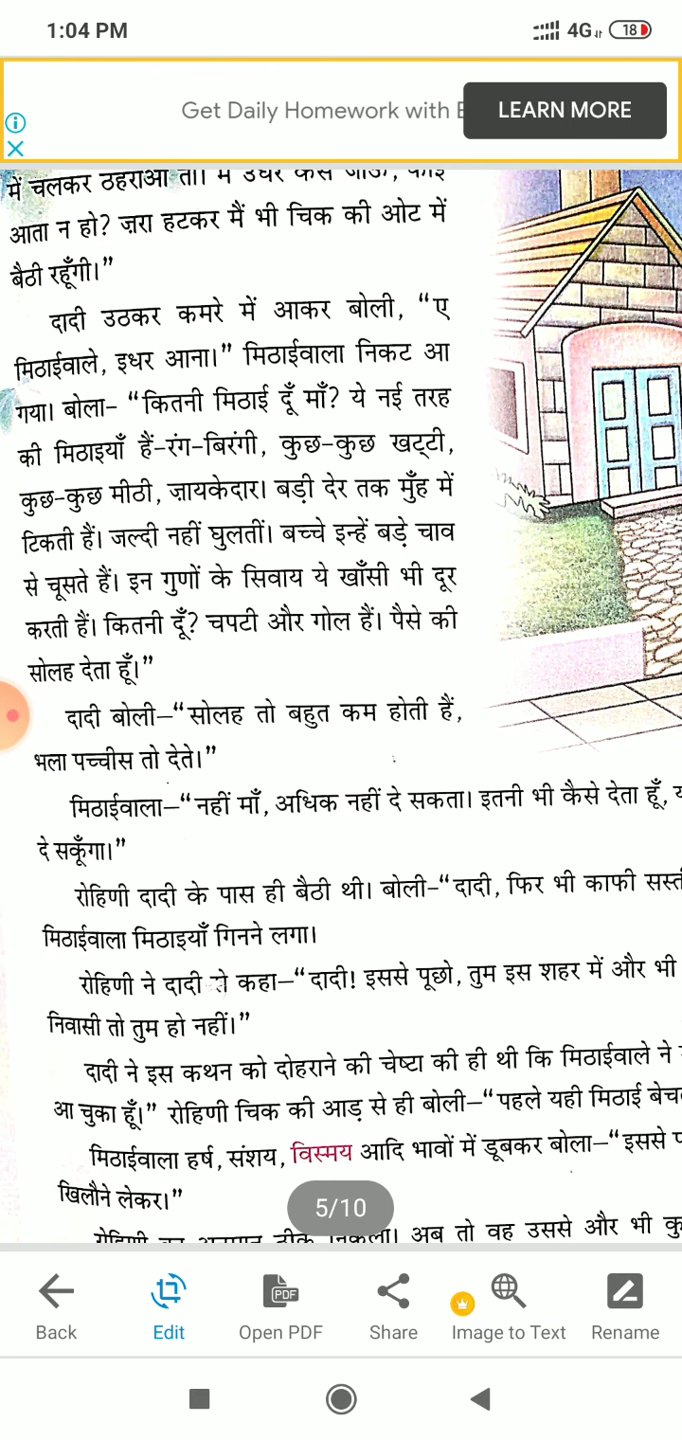 1:04 PM
4G
18
Get Daily Homework with
LEARN MORE
में चलकर ठहराओ तो। मैं उधर कैसे जाऊँ, कोई
आता न हो? ज़रा हटकर मैं भी चिक की ओट में
बैठी रहूँगी।”
दादी उठकर कमरे में आकर बोली, “ए
मिठाईवाले, इधर आना।” मिठाईवाला निकट आ
गया। बोला– “कितनी मिठाई दूँ माँ? ये नई तरह
की मिठाइयाँ हैं-रंग-बिरंगी, कुछ-कुछ खट्टी,
कुछ-कुछ मीठी, ज़ायकेदार। बड़ी देर तक मुँह में
टिकती हैं। जल्दी नहीं घुलतीं। बच्चे इन्हें बड़े चाव
से चूसते हैं। इन गुणों के सिवाय ये खाँसी भी दूर
करती हैं। कितनी दूँ? चपटी और गोल हैं। पैसे की
सोलह देता हूँ।”
दादी बोली–“सोलह तो बहुत कम होती हैं,
भला पच्चीस तो देते।”
मिठाईवाला–“नहीं माँ, अधिक नहीं दे सकता। इतनी भी कैसे देता हूँ,
दे सकूँगा।”
रोहिणी दादी के पास ही बैठी थी। बोली-“दादी, फिर भी काफी
मिठाईवाला मिठाइयाँ गिनने लगा।
रोहिणी ने दादी से कहा–“दादी! इससे पूछो, तुम इस शहर में और भी
निवासी तो तुम हो नहीं।”
दादी ने इस कथन को दोहराने की चेष्टा की ही थी कि मिठाईवाले ने
आ चुका हूँ।” रोहिणी चिक की आड़ से ही बोली–“पहले यही मिठाई
मिठाईवाला हर्ष, संशय, विस्मय आदि भावों में डूबकर बोला–“इससे
खिलौने लेकर।”
5/10
ठीक निकला। अब तो वह उससे और भी
Back
Edit
PDF
Open PDF
Share
Image to Text
Rename